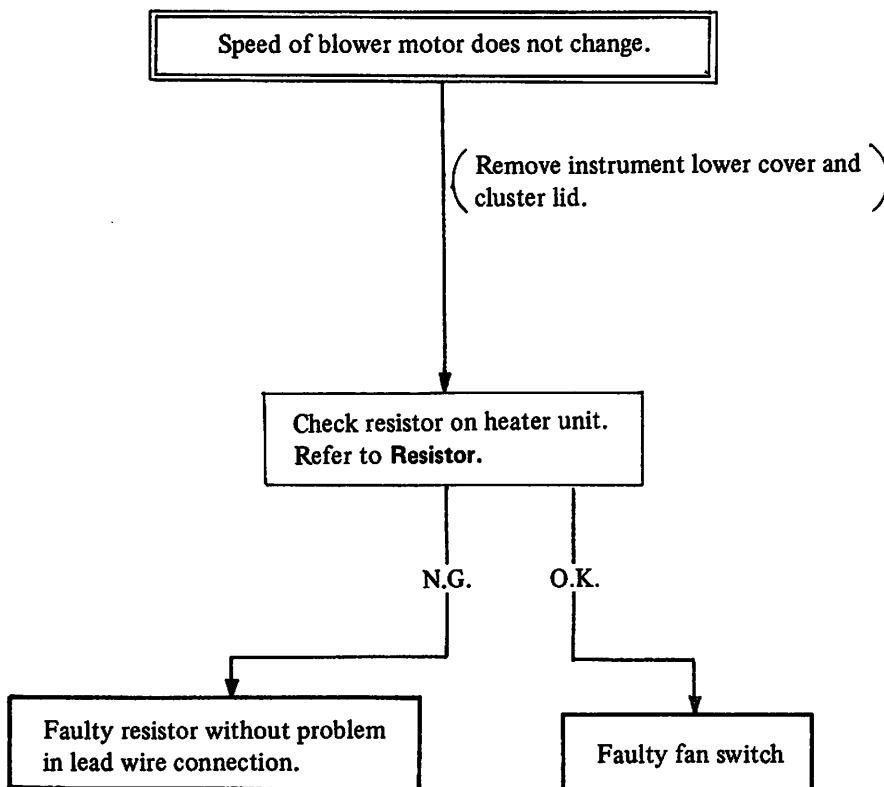 Speed of blower motor does not change.
(Remove instrument lower cover and
cluster lid.)
Check resistor on heater unit.
Refer to Resistor.
N.G.
O.K.
Faulty resistor without problem
in lead wire connection.
Faulty fan switch